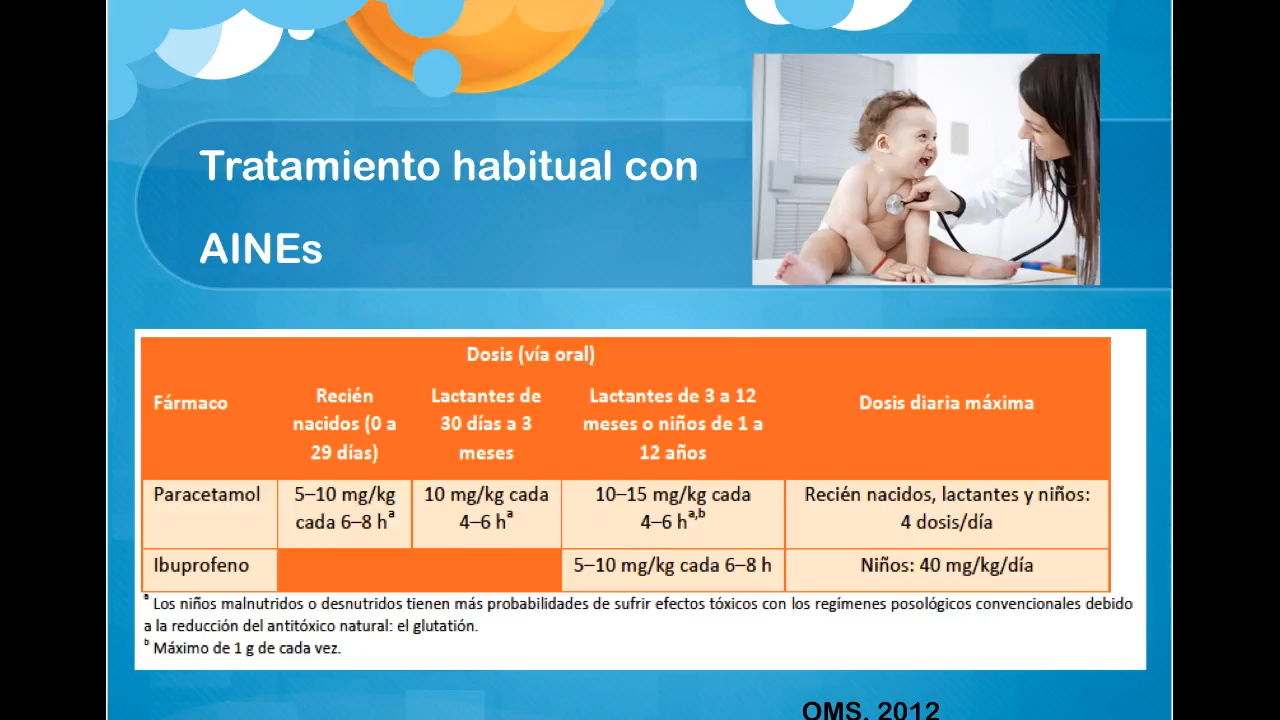 Tratamiento habitual con
AINEs
Dosis (vía oral)
Fármaco
Recién
nacidos (0 a
29 días)
Lactantes de
30 días a 3
meses
Lactantes de 3 a 12
meses o niños de 1 a
12 años
Dosis diaria máxima
Paracetamol
5–10 mg/kg
cada 6–8 hª
10 mg/kg cada
4–6 hª
10–15 mg/kg cada
4–6 hª,ᵇ
Recién nacidos, lactantes y niños:
4 dosis/día
Ibuprofeno
5–10 mg/kg cada 6–8 h
Niños: 40 mg/kg/día
ª Los niños malnutridos o desnutridos tienen más probabilidades de sufrir efectos tóxicos con los regímenes posológicos convencionales debido
a la reducción del antitóxico natural: el glutatión.
ᵇ Máximo de 1 g de cada vez.
OMS, 2012